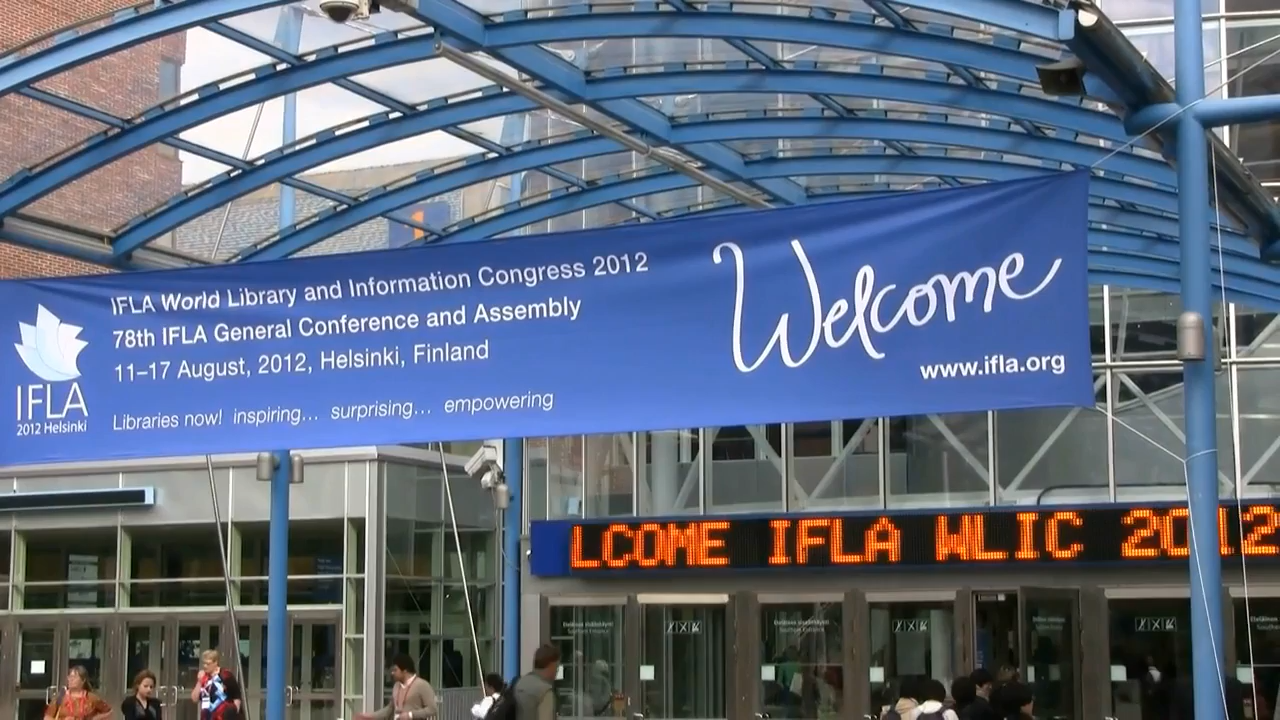 IFLA World Library and Information Congress 2012
78th IFLA General Conference and Assembly
11–17 August, 2012, Helsinki, Finland
Libraries now! inspiring... surprising... empowering
IFLA
2012 Helsinki
Welcome
www.ifla.org
LCOME IFLA WLIC 2012